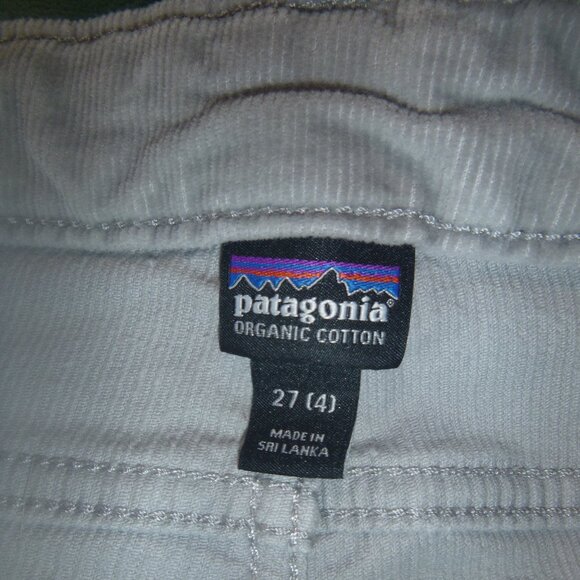 patagonia®
ORGANIC COTTON
27 (4)
MADE IN
SRI LANKA